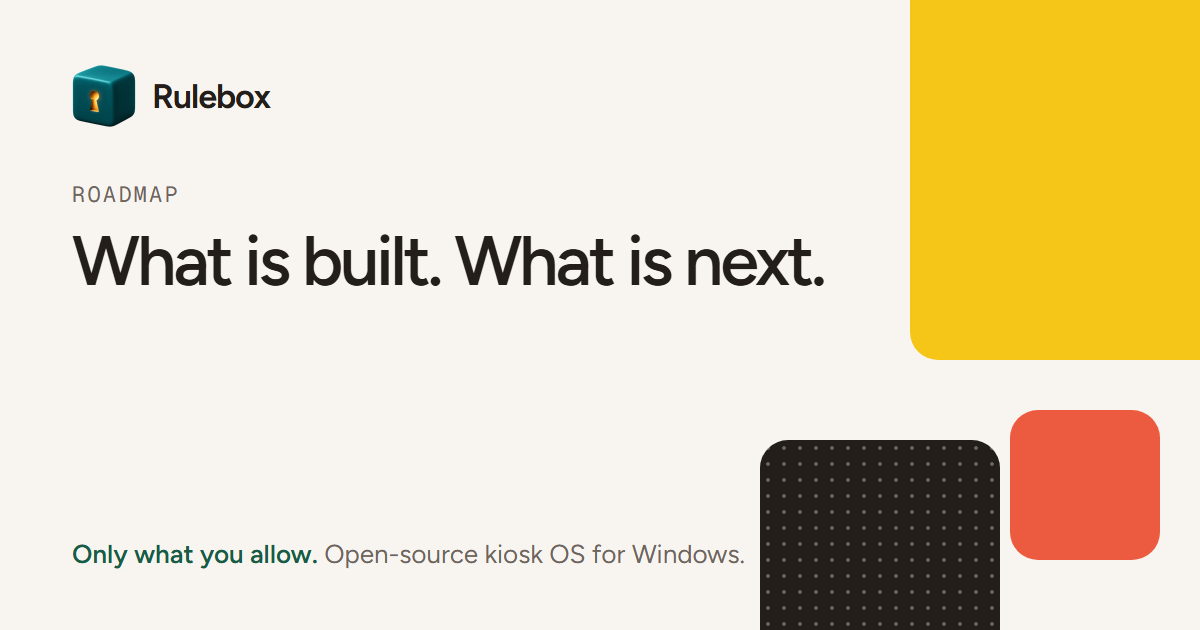 Rulebox
ROADMAP
What is built. What is next.
Only what you allow. Open-source kiosk OS for Windows.